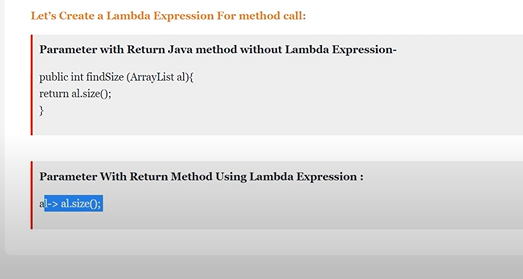 Let's Create a Lambda Expression For method call:
Parameter with Return Java method without Lambda Expression-
public int findSize (ArrayList al){
return al.size();
}
Parameter With Return Method Using Lambda Expression :
al-> al.size();